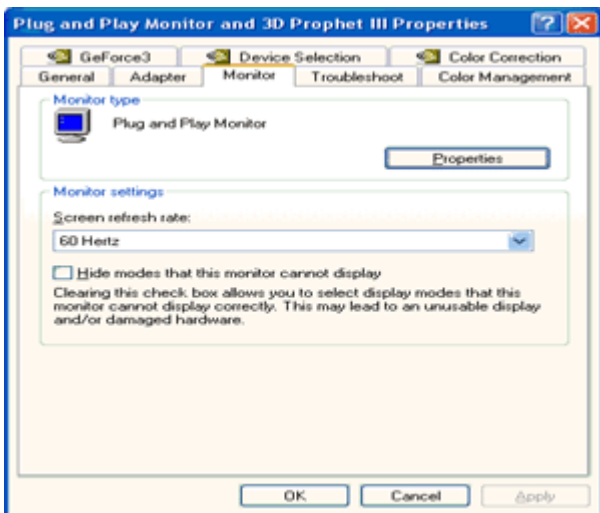 Plug and Play Monitor and 3D Prophet III Properties
GeForce3 Device Selection Color Correction
General Adapter Monitor Troubleshoot Color Management
Monitor type
Plug and Play Monitor
Properties
Monitor settings
Screen refresh rate:
60 Hertz
Hide modes that this monitor cannot display
Clearing this check box allows you to select display modes that this
monitor cannot display correctly. This may lead to an unusable display
and/or damaged hardware.
OK Cancel Apply